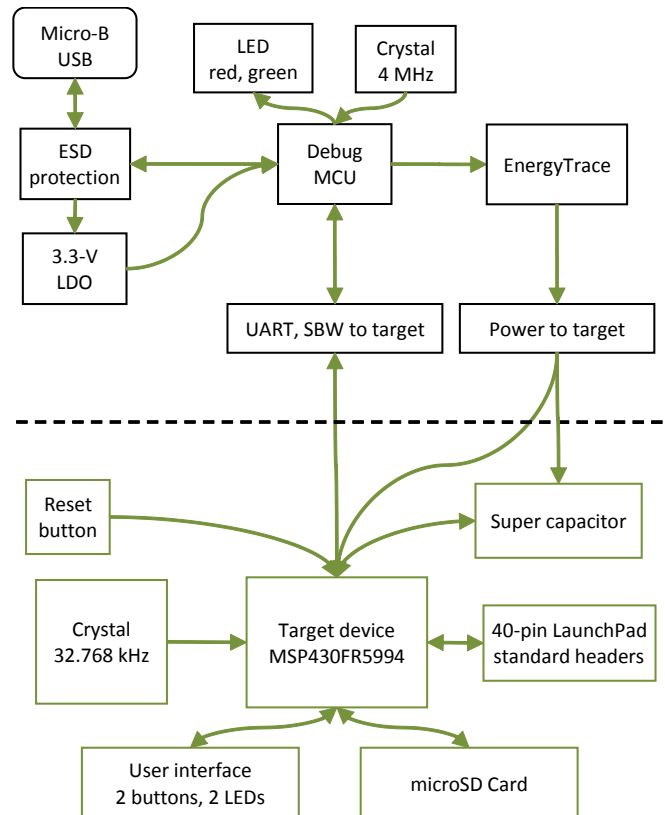 Micro-B
USB
LED
red, green
Crystal
4 MHz
ESD
protection
Debug
MCU
EnergyTrace
3.3-V
LDO
UART, SBW to target
Power to target
Reset
button
Super capacitor
Crystal
32.768 kHz
Target device
MSP430FR5994
40-pin LaunchPad
standard headers
User interface
2 buttons, 2 LEDs
microSD Card